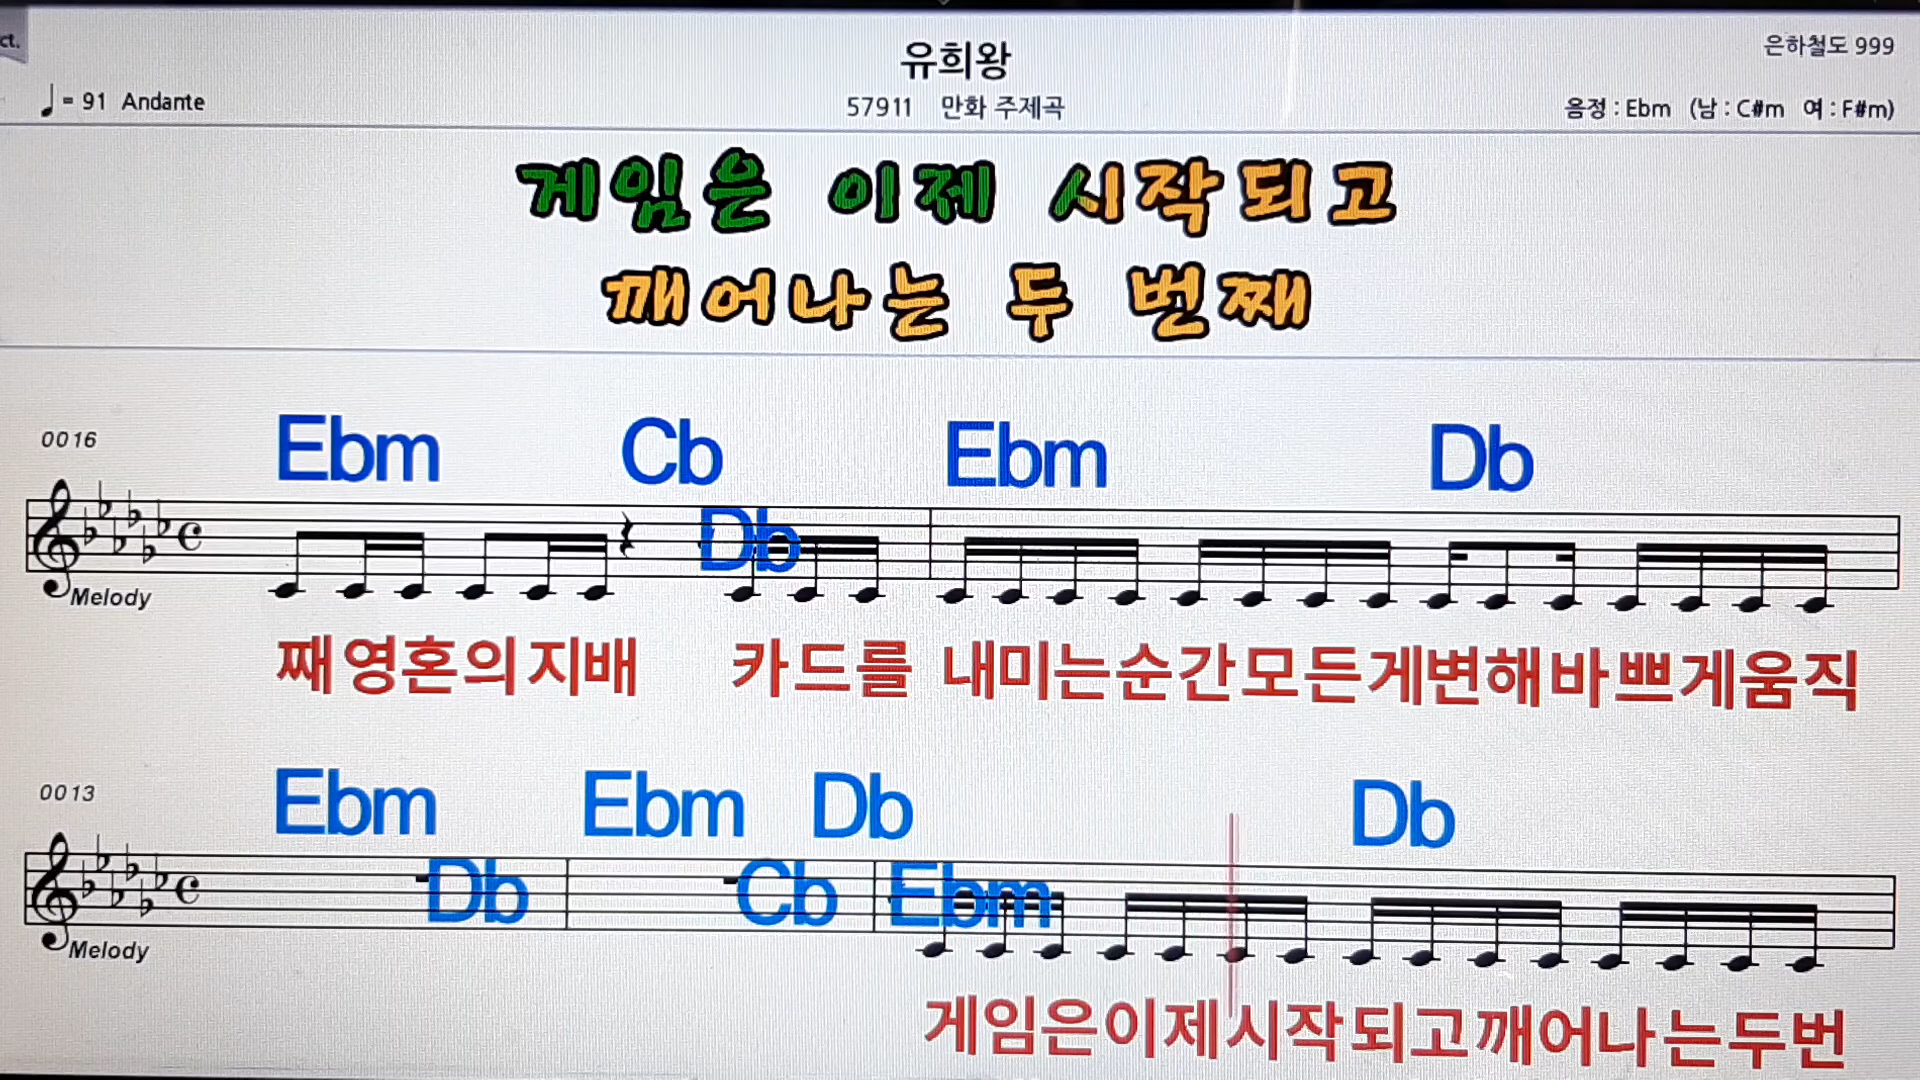 ct.
유희왕
은하철도 999
♩= 91 Andante
57911 만화 주제곡
음정 : Ebm (남 : C#m 여 : F#m)
게임은 이제 시작되고
깨어나는 두 번째
0016
Ebm Cb Db Ebm Db
Melody
째영혼의지배 카드를 내미는순간모든게변해바쁘게움직
0013
Ebm Db Ebm Cb Db Ebm Db
Melody
게임은이제시작되고깨어나는두번